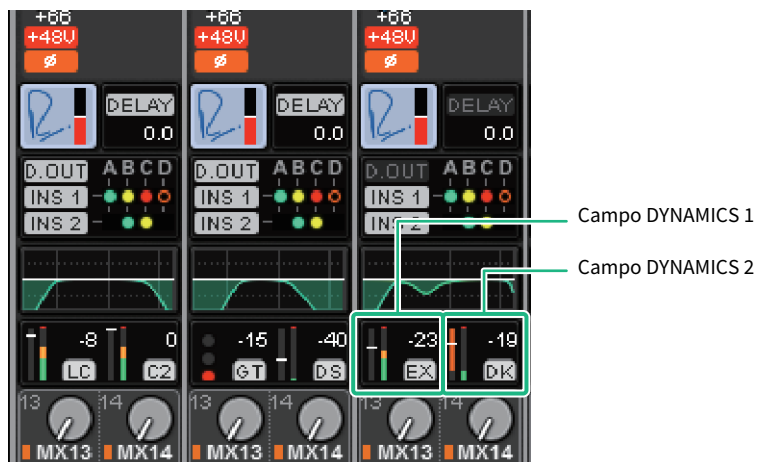 +66 +66 +66
+48V +48V +48V
Ø Ø Ø
DELAY DELAY DELAY
0.0 0.0 0.0
D.OUT A B C D D.OUT A B C D D.OUT A B C D
INS 1 INS 1 INS 1
INS 2 INS 2 INS 2
Campo DYNAMICS 1
Campo DYNAMICS 2
-8 0 -15 -40 -23 -19
LC C2 GT DS EX DK
13 14 13 14 13 14
MX13 MX14 MX13 MX14 MX13 MX14